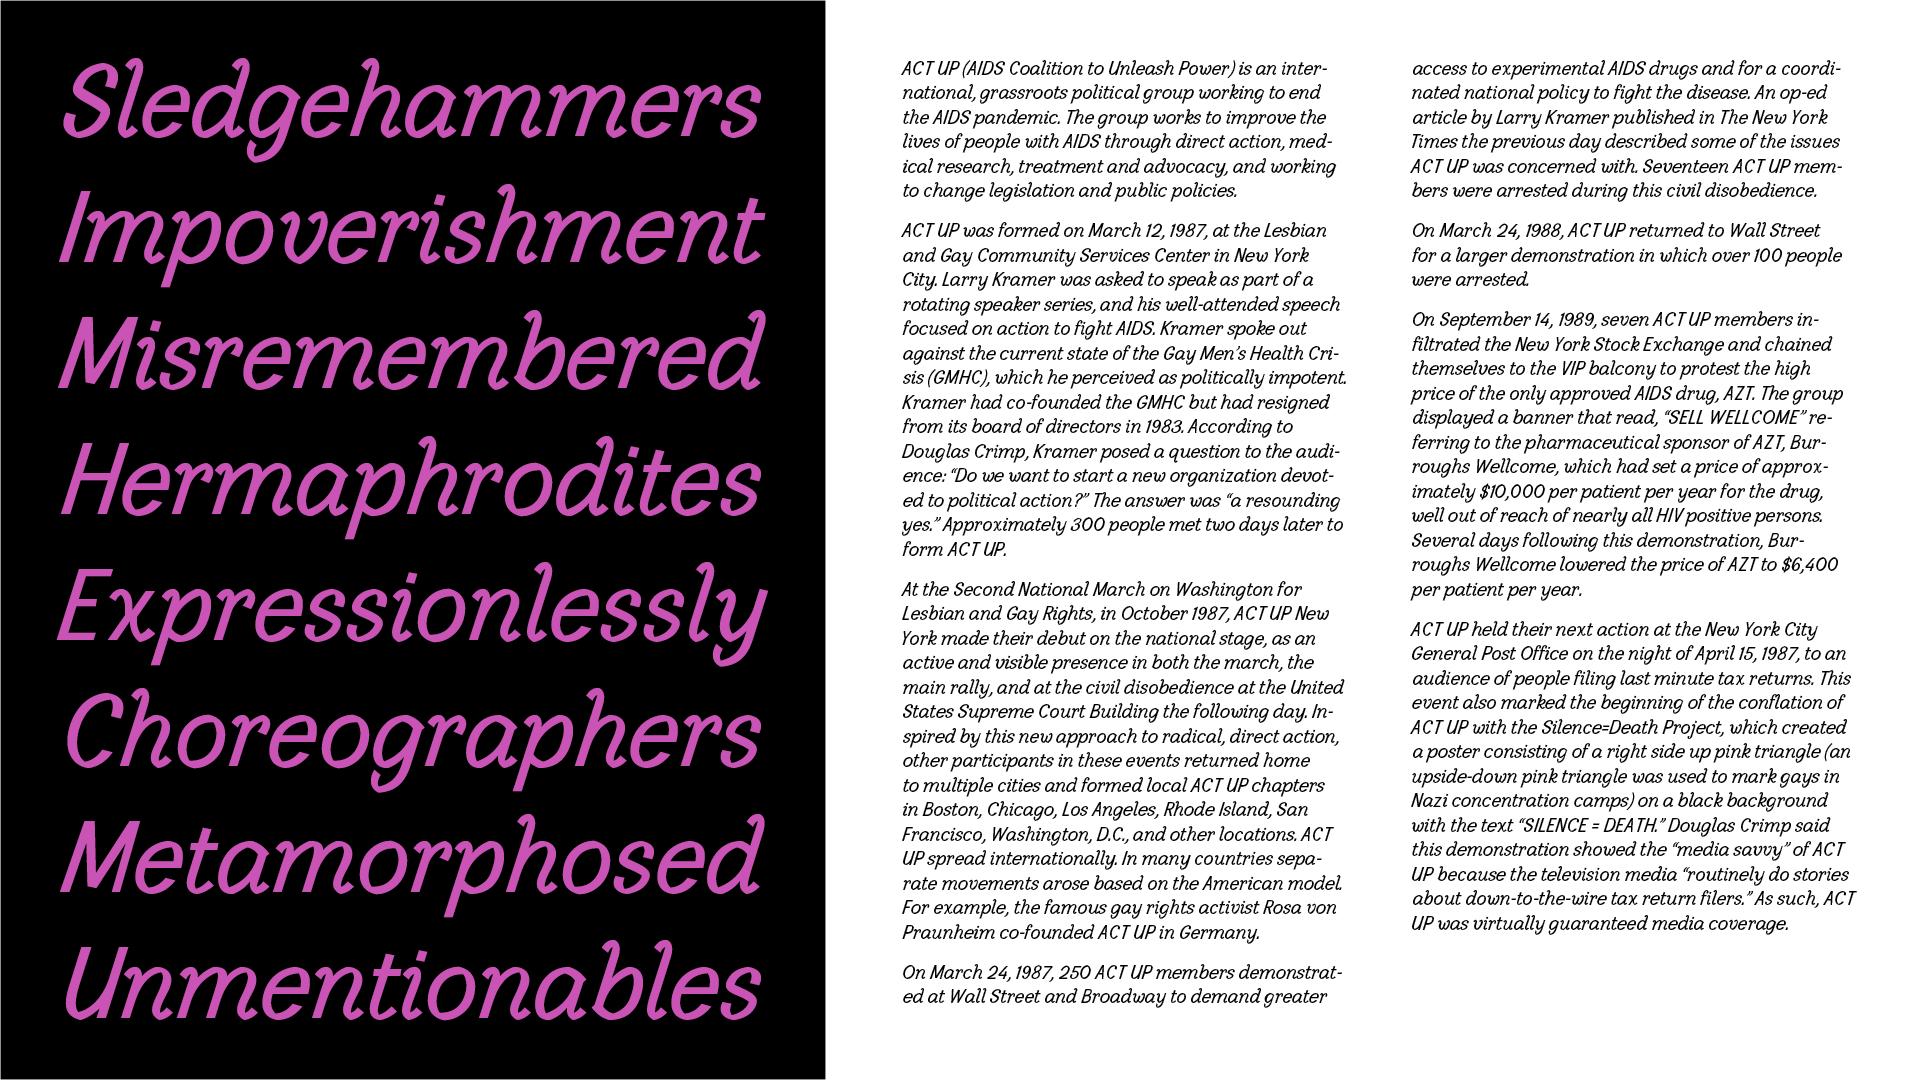 Sledgehammers
Impoverishment
Misremembered
Hermaphrodites
Expressionlessly
Choreographers
Metamorphosed
Unmentionables
ACT UP (AIDS Coalition to Unleash Power) is an inter-
national, grassroots political group working to end
the AIDS pandemic. The group works to improve the
lives of people with AIDS through direct action, med-
ical research, treatment and advocacy, and working
to change legislation and public policies.
ACT UP was formed on March 12, 1987, at the Lesbian
and Gay Community Services Center in New York
City. Larry Kramer was asked to speak as part of a
rotating speaker series, and his well-attended speech
focused on action to fight AIDS. Kramer spoke out
against the current state of the Gay Men’s Health Cri-
sis (GMHC), which he perceived as politically impotent.
Kramer had co-founded the GMHC but had resigned
from its board of directors in 1983. According to
Douglas Crimp, Kramer posed a question to the audi-
ence: “Do we want to start a new organization devot-
ed to political action?” The answer was “a resounding
yes.” Approximately 300 people met two days later to
form ACT UP.
At the Second National March on Washington for
Lesbian and Gay Rights, in October 1987, ACT UP New
York made their debut on the national stage, as an
active and visible presence in both the march, the
main rally, and at the civil disobedience at the United
States Supreme Court Building the following day. In-
spired by this new approach to radical, direct action,
other participants in these events returned home
to multiple cities and formed local ACT UP chapters
in Boston, Chicago, Los Angeles, Rhode Island, San
Francisco, Washington, D.C., and other locations. ACT
UP spread internationally. In many countries sepa-
rate movements arose based on the American model.
For example, the famous gay rights activist Rosa von
Praunheim co-founded ACT UP in Germany.
On March 24, 1987, 250 ACT UP members demonstrat-
ed at Wall Street and Broadway to demand greater
access to experimental AIDS drugs and for a coordi-
nated national policy to fight the disease. An op-ed
article by Larry Kramer published in The New York
Times the previous day described some of the issues
ACT UP was concerned with. Seventeen ACT UP mem-
bers were arrested during this civil disobedience.
On March 24, 1988, ACT UP returned to Wall Street
for a larger demonstration in which over 100 people
were arrested.
On September 14, 1989, seven ACT UP members in-
filtrated the New York Stock Exchange and chained
themselves to the VIP balcony to protest the high
price of the only approved AIDS drug, AZT. The group
displayed a banner that read, “SELL WELLCOME” re-
ferring to the pharmaceutical sponsor of AZT, Bur-
roughs Wellcome, which had set a price of approx-
imately $10,000 per patient per year for the drug,
well out of reach of nearly all HIV positive persons.
Several days following this demonstration, Bur-
roughs Wellcome lowered the price of AZT to $6,400
per patient per year.
ACT UP held their next action at the New York City
General Post Office on the night of April 15, 1987, to an
audience of people filing last minute tax returns. This
event also marked the beginning of the conflation of
ACT UP with the Silence=Death Project, which created
a poster consisting of a right side up pink triangle (an
upside-down pink triangle was used to mark gays in
Nazi concentration camps) on a black background
with the text “SILENCE = DEATH.” Douglas Crimp said
this demonstration showed the “media savvy” of ACT
UP because the television media “routinely do stories
about down-to-the-wire tax return filers.” As such, ACT
UP was virtually guaranteed media coverage.